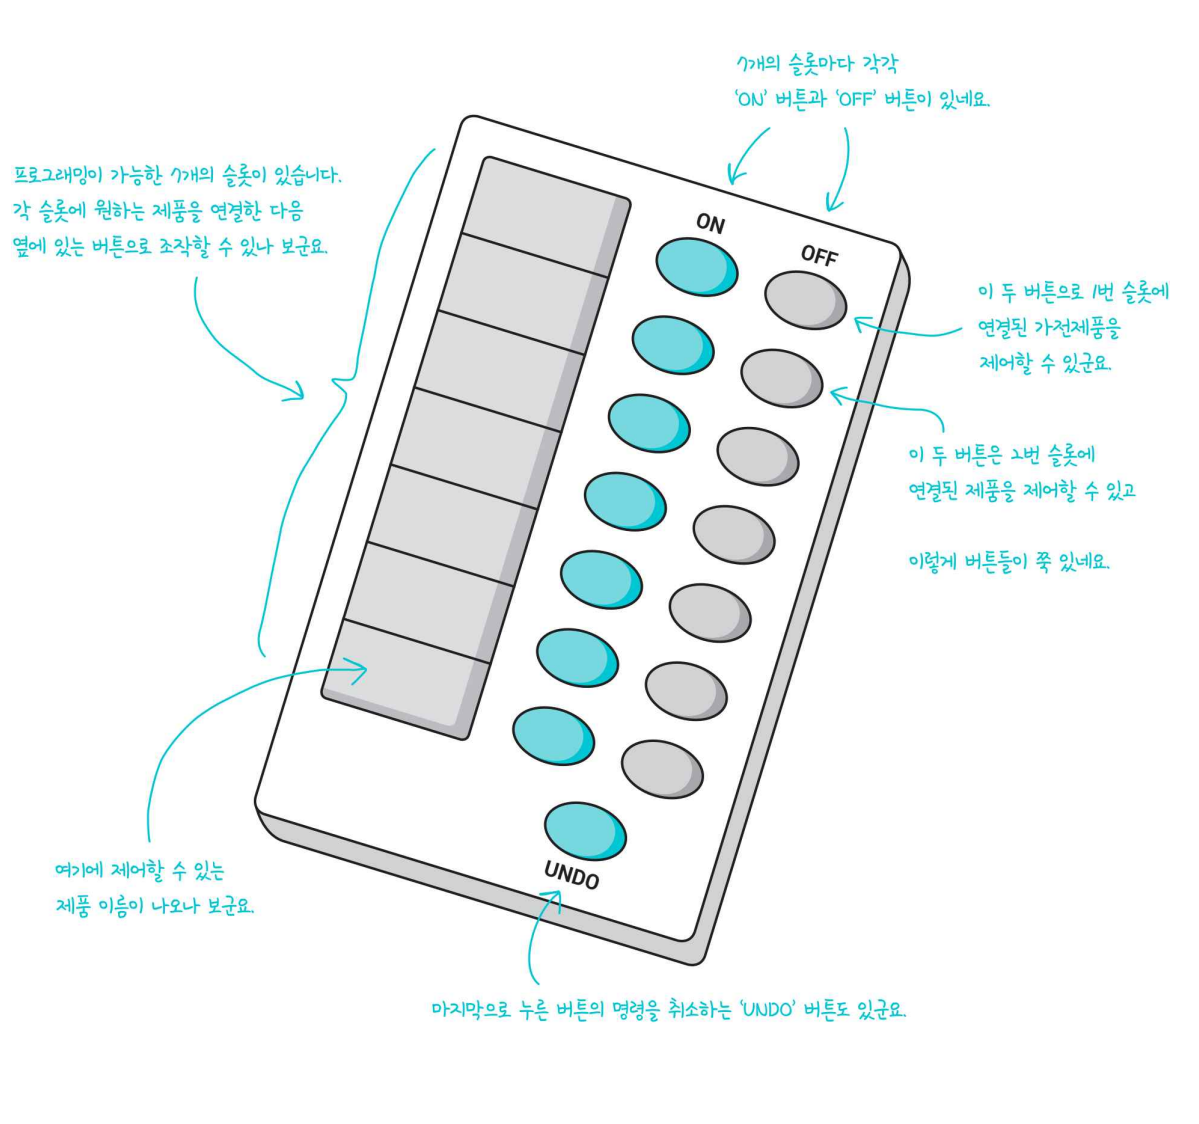 7개의 슬롯마다 각각
‘ON’ 버튼과 ‘OFF’ 버튼이 있네요.
프로그래밍이 가능한 7개의 슬롯이 있습니다.
각 슬롯에 원하는 제품을 연결한 다음
옆에 있는 버튼으로 조작할 수 있나 보군요.
ON
OFF
이 두 버튼으로 1번 슬롯에
연결된 가전제품을
제어할 수 있군요.
이 두 버튼은 2번 슬롯에
연결된 제품을 제어할 수 있고
이렇게 버튼들이 쭉 있네요.
여기에 제어할 수 있는
제품 이름이 나오나 보군요.
UNDO
마지막으로 누른 버튼의 명령을 취소하는 ‘UNDO’ 버튼도 있군요.